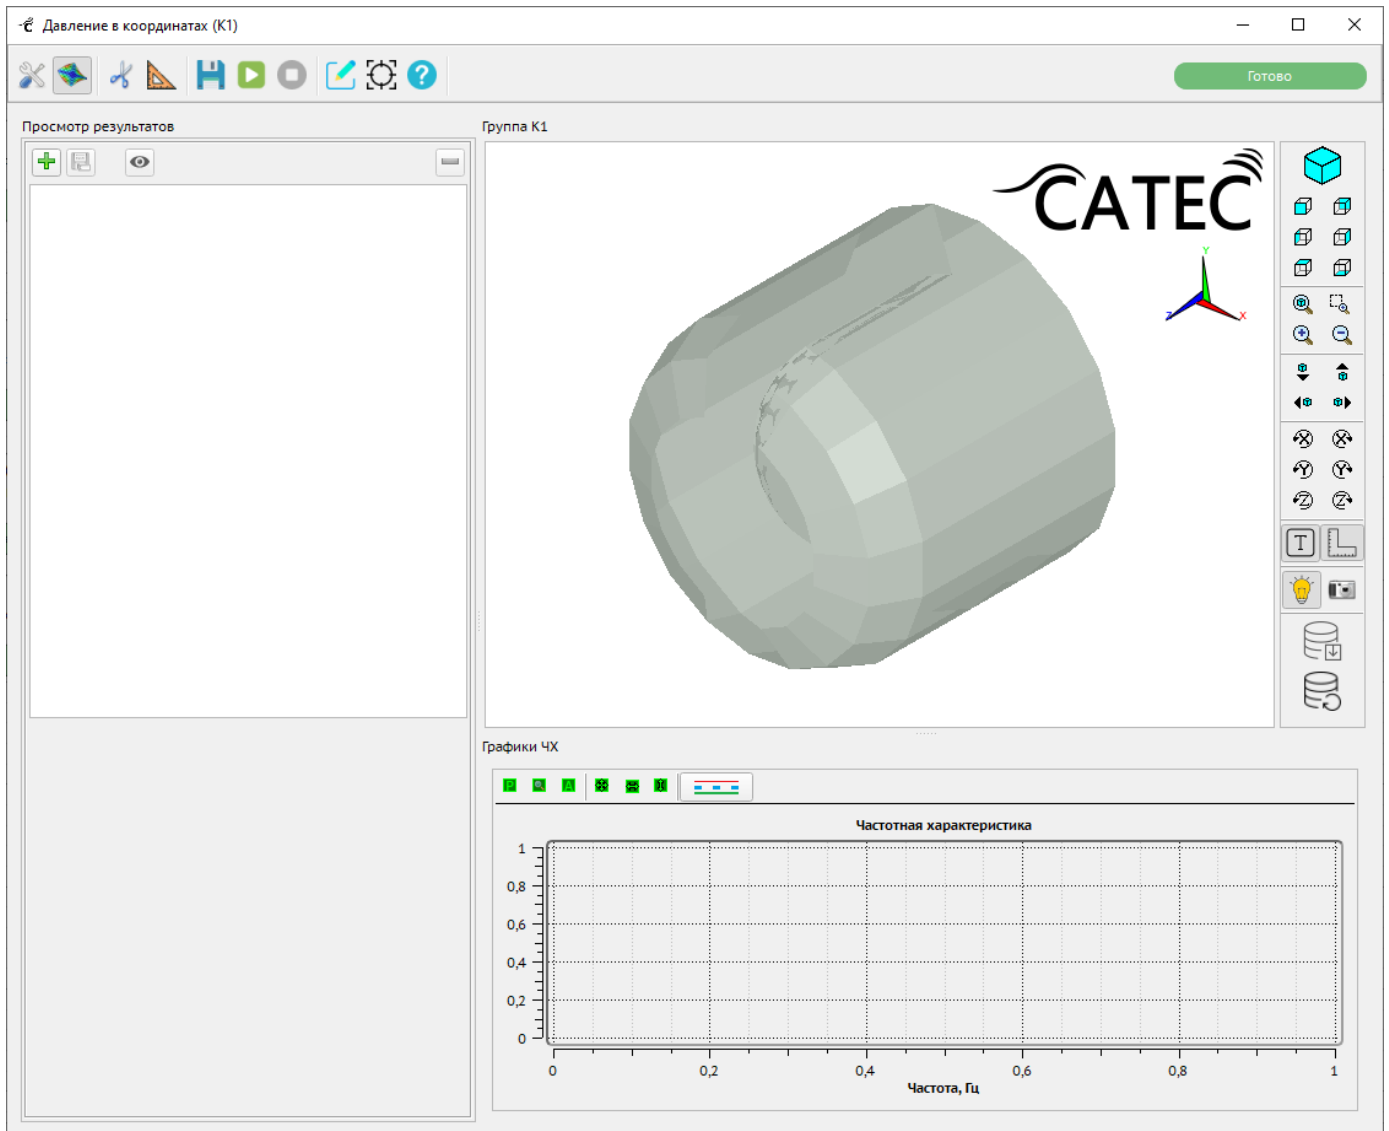 Давление в координатах (К1)
Готово
Просмотр результатов
Группа К1
CATEC
Y
Z
X
X
X
Y
Y
Z
Z
T
Графики ЧХ
P
A
Частотная характеристика
1
0,8
0,6
0,4
0,2
0
0
0,2
0,4
0,6
0,8
1
Частота, Гц